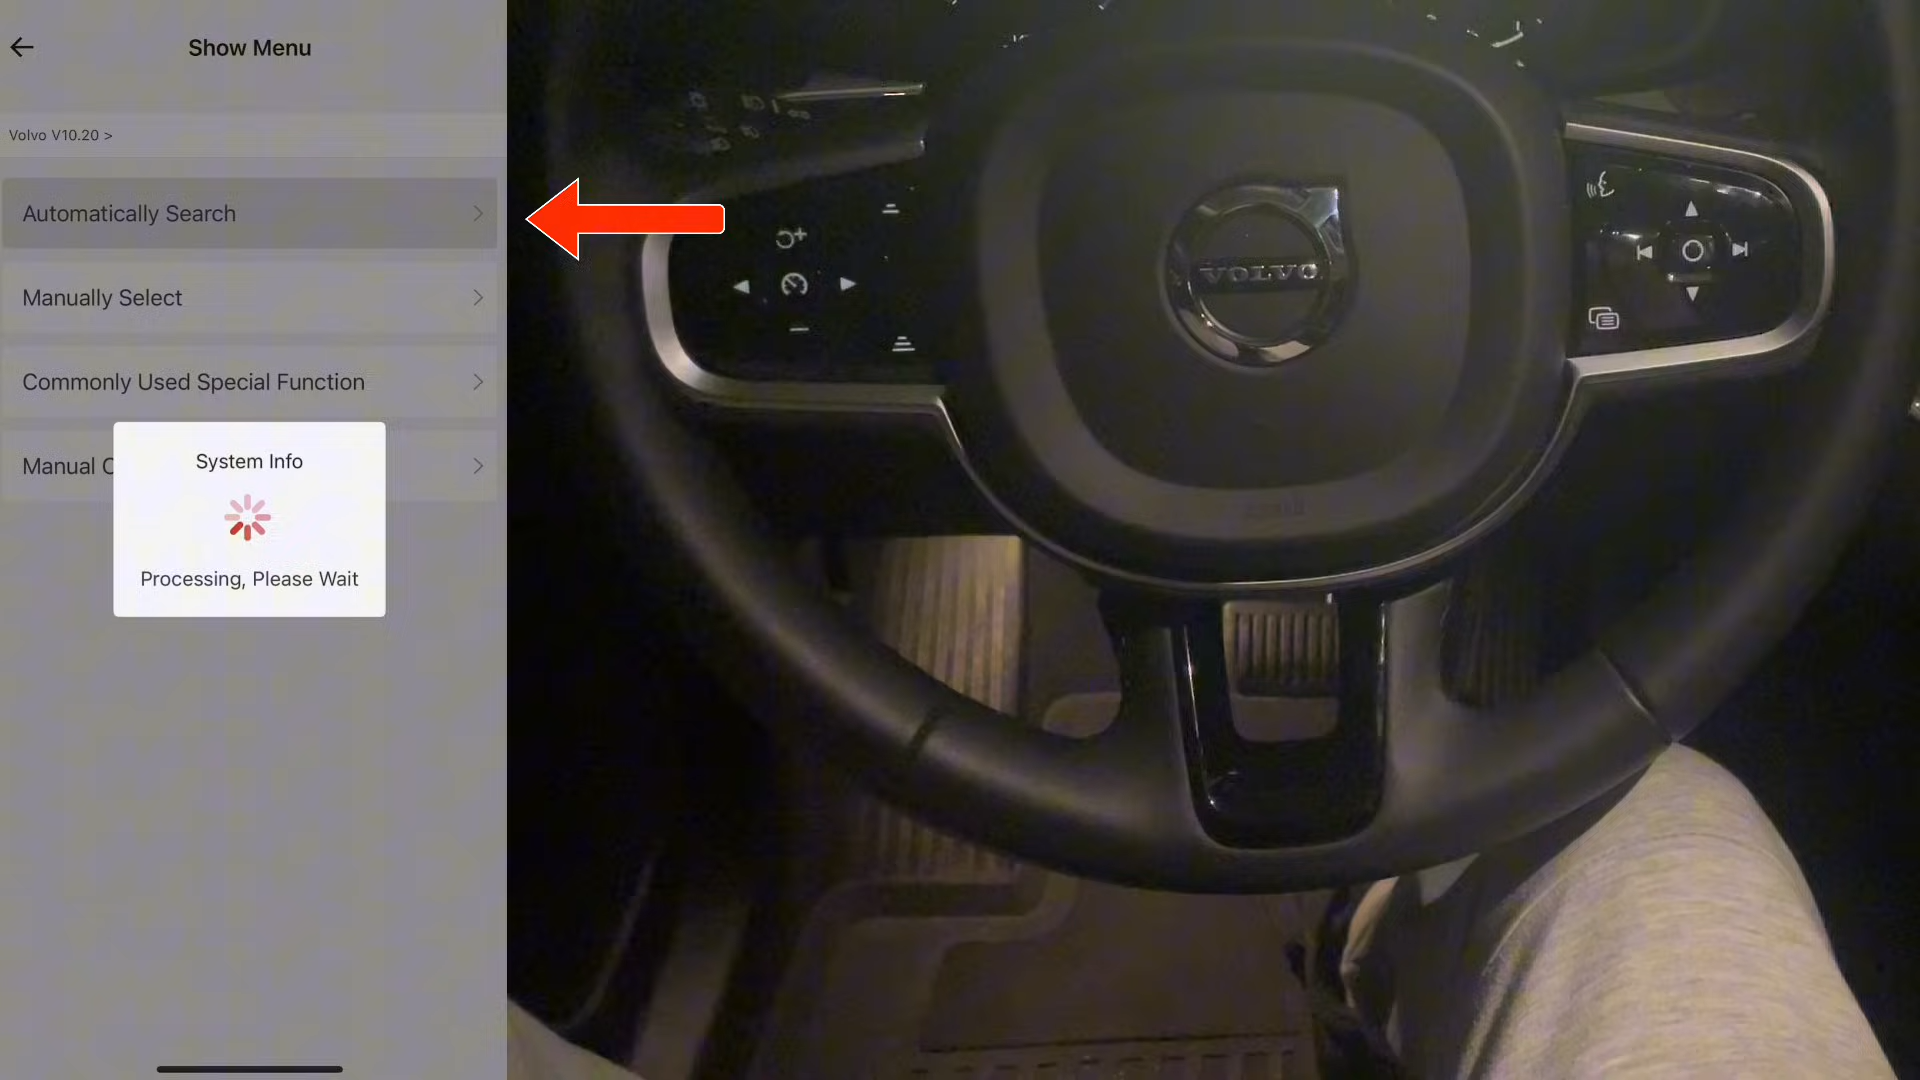 Show Menu
Volvo V10.20 >
Automatically Search
Manually Select
Commonly Used Special Function
Manual C
System Info
Processing, Please Wait
VOLVO